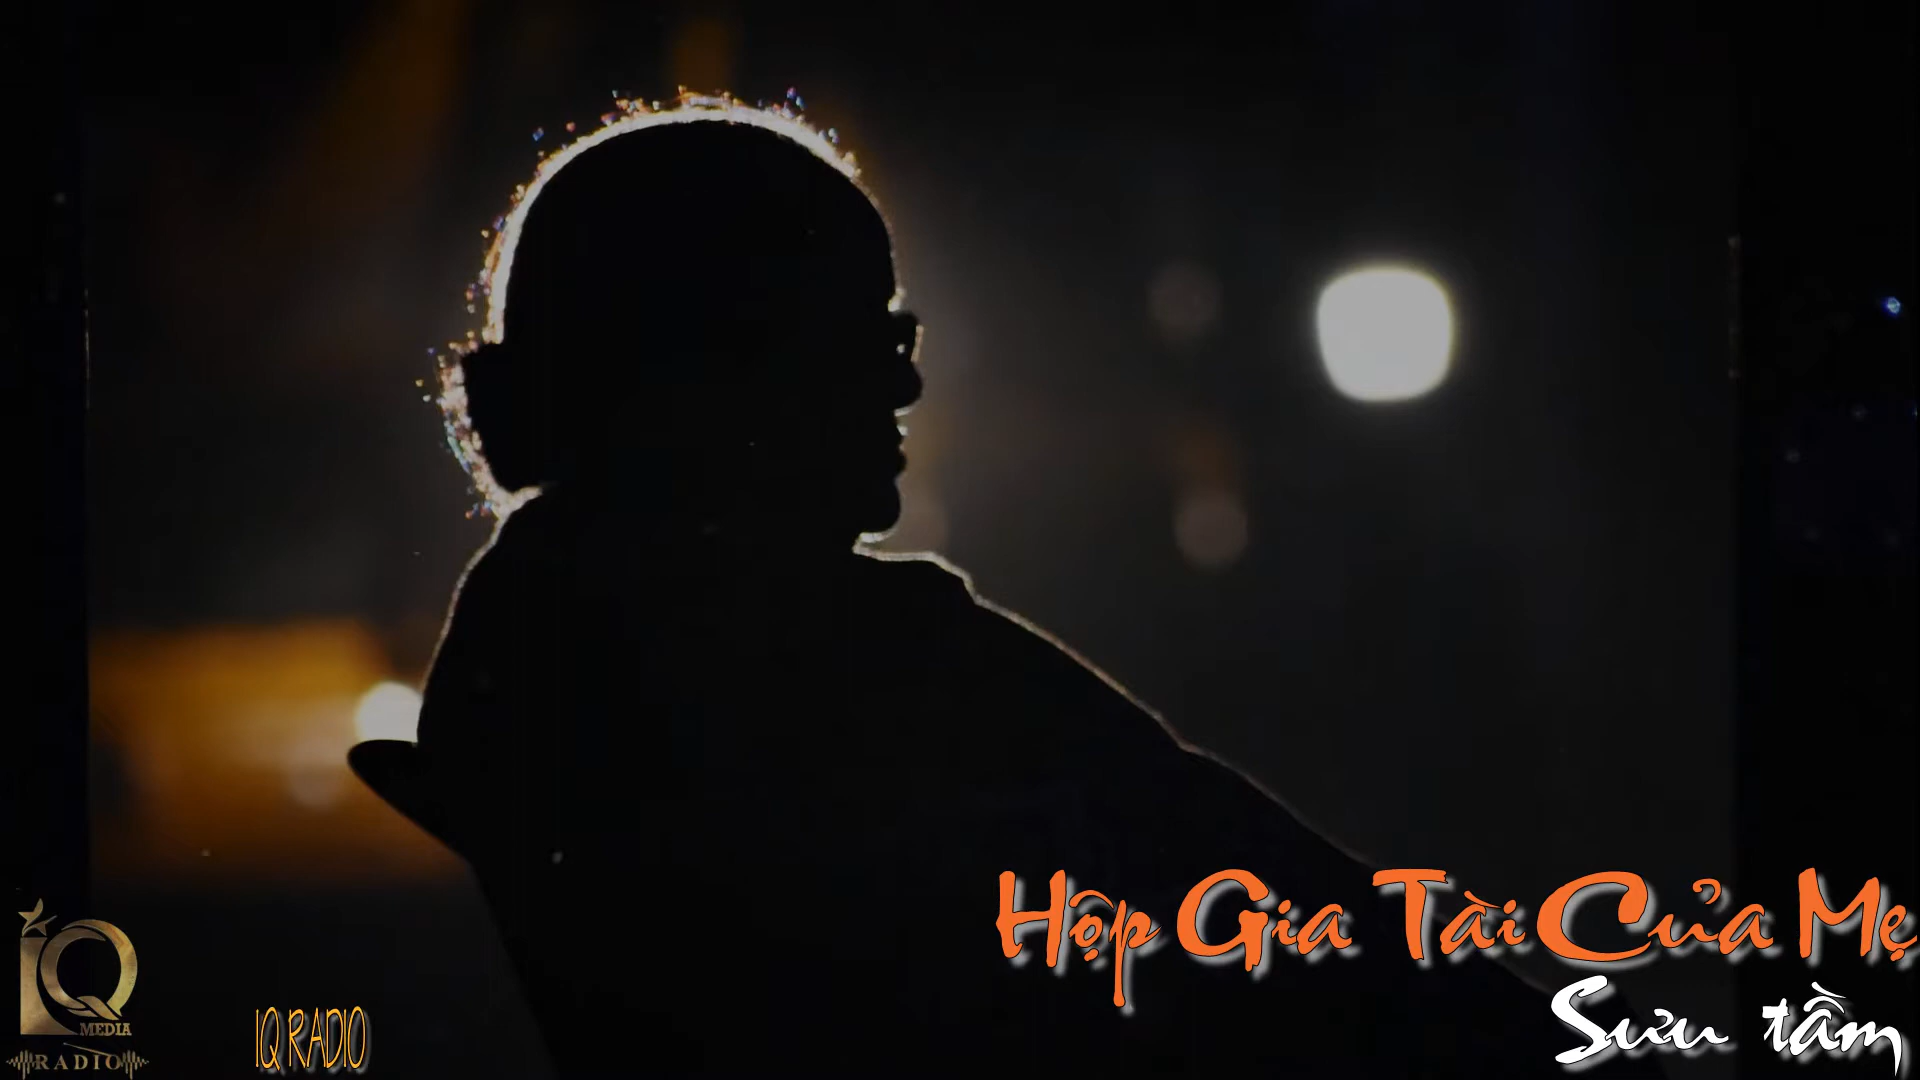 Hộp Gia Tài Của Mẹ
Sưu tầm
IQ
MEDIA
RADIO
IQ RADIO